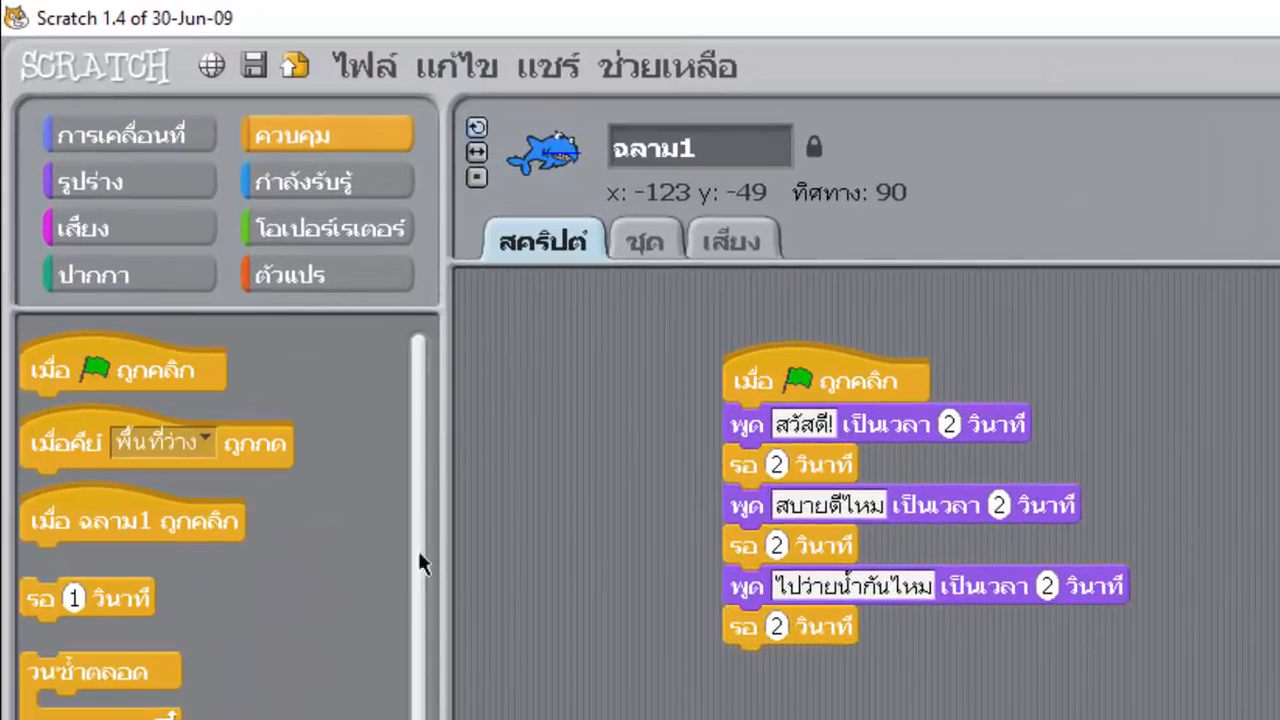 Scratch 1.4 of 30-Jun-09
SCRATCH ไฟล์ แก้ไข แชร์ ช่วยเหลือ
การเคลื่อนที่ ควบคุม
รูปร่าง กำลังรับรู้
เสียง โอเปอร์เรเตอร์
ปากกา ตัวแปร
ฉลาม1
x: -123 y: -49 ทิศทาง: 90
สคริปต์ ชุด เสียง
เมื่อ ถูกคลิก
เมื่อคีย์ พื้นที่ว่าง ถูกกด
เมื่อ ฉลาม1 ถูกคลิก
รอ 1 วินาที
วนซ้ำตลอด
เมื่อ ถูกคลิก
พูด สวัสดี! เป็นเวลา 2 วินาที
รอ 2 วินาที
พูด สบายดีไหม เป็นเวลา 2 วินาที
รอ 2 วินาที
พูด ไปว่ายน้ำกันไหม เป็นเวลา 2 วินาที
รอ 2 วินาที